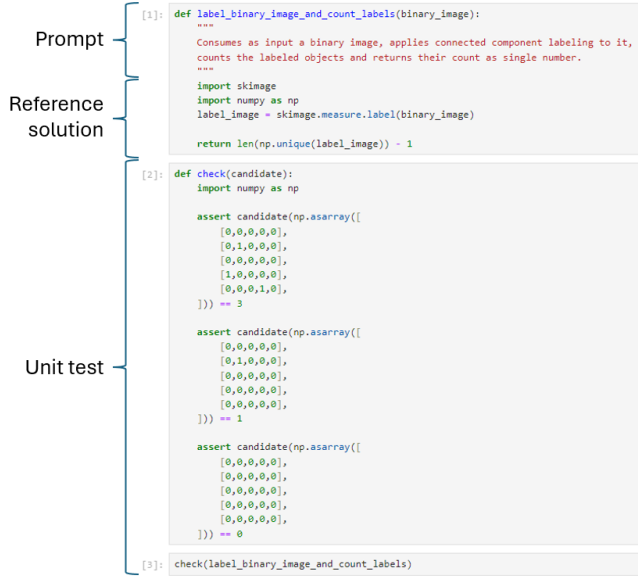 Prompt
Reference
solution
Unit test
[1]: def label_binary_image_and_count_labels(binary_image):
"""
Consumes as input a binary image, applies connected component labeling to it,
counts the labeled objects and returns their count as single number.
"""
import skimage
import numpy as np
label_image = skimage.measure.label(binary_image)
return len(np.unique(label_image)) - 1
[2]: def check(candidate):
import numpy as np
assert candidate(np.asarray([
[0,0,0,0,0],
[0,1,0,0,0],
[0,0,0,0,0],
[1,0,0,0,0],
[0,0,0,1,0],
])) == 3
assert candidate(np.asarray([
[0,0,0,0,0],
[0,1,0,0,0],
[0,0,0,0,0],
[0,0,0,0,0],
[0,0,0,0,0],
])) == 1
assert candidate(np.asarray([
[0,0,0,0,0],
[0,0,0,0,0],
[0,0,0,0,0],
[0,0,0,0,0],
[0,0,0,0,0],
])) == 0
[3]: check(label_binary_image_and_count_labels)